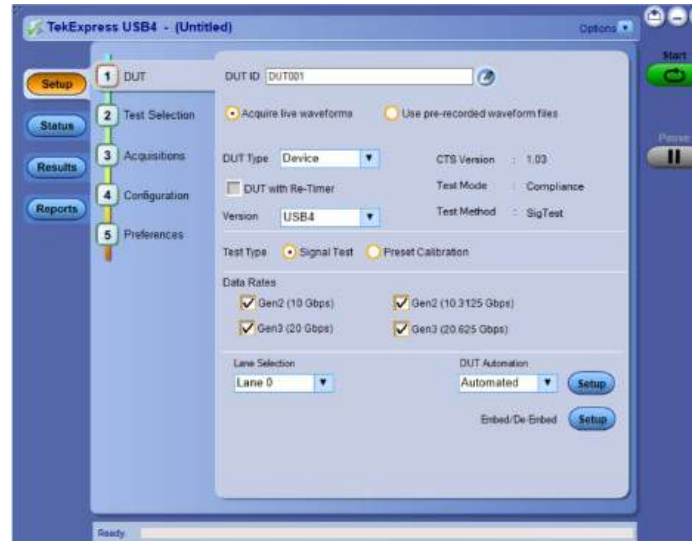 TekExpress USB4 - (Untitled)
Options
Start
Pause
Setup
Status
Results
Reports
1 DUT
2 Test Selection
3 Acquisitions
4 Configuration
5 Preferences
DUT ID DUT001
Acquire live waveforms Use pre-recorded waveform files
DUT Type Device CTS Version : 1.03
DUT with Re-Timer Test Mode : Compliance
Version USB4 Test Method : SigTest
Test Type Signal Test Preset Calibration
Data Rates
Gen2 (10 Gbps) Gen2 (10.3125 Gbps)
Gen3 (20 Gbps) Gen3 (20.625 Gbps)
Lane Selection DUT Automation
Lane 0 Automated Setup
Embed/De-Embed Setup
Ready